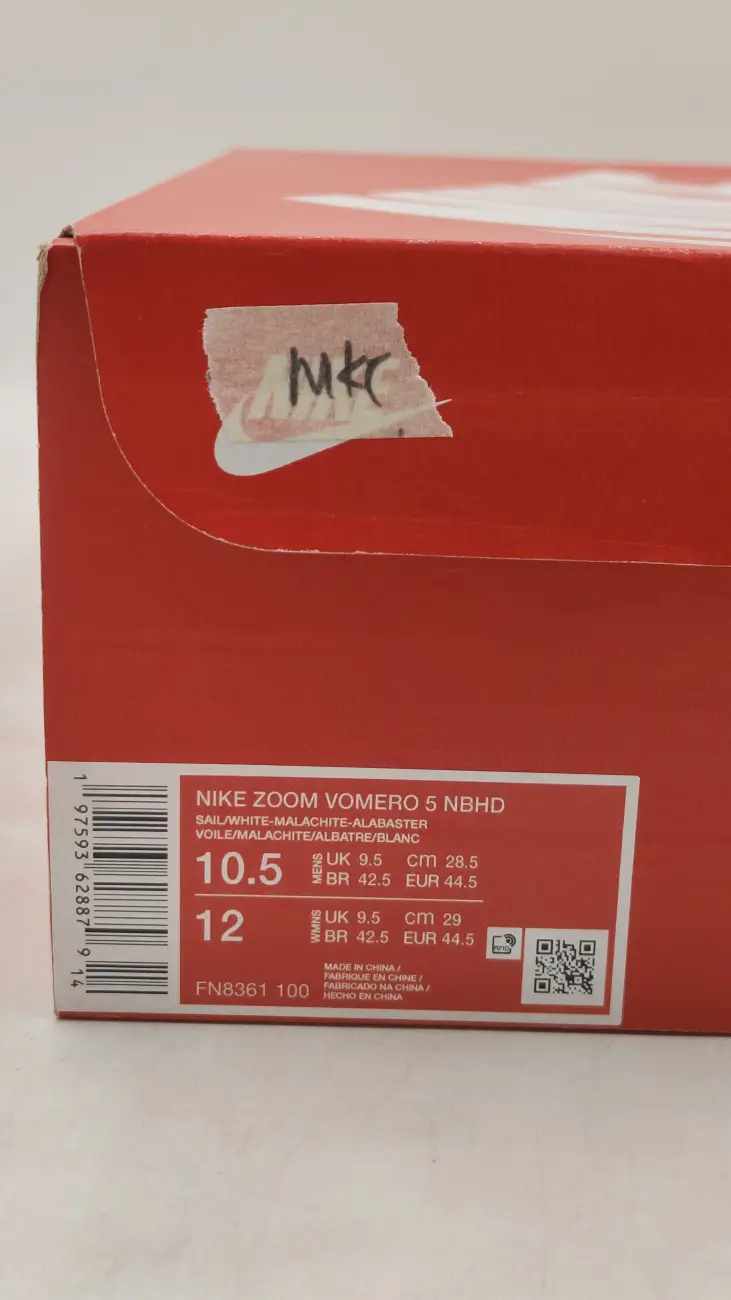 MKC
NIKE
1 97593 62887 9 14
NIKE ZOOM VOMERO 5 NBHD
SAIL/WHITE-MALACHITE-ALABASTER
VOILE/MALACHITE/ALBATRE/BLANC
10.5 MENS UK 9.5 cm 28.5
BR 42.5 EUR 44.5
12 WMNS UK 9.5 cm 29
BR 42.5 EUR 44.5
RFID
FN8361 100
MADE IN CHINA /
FABRIQUE EN CHINE /
FABRICADO NA CHINA /
HECHO EN CHINA